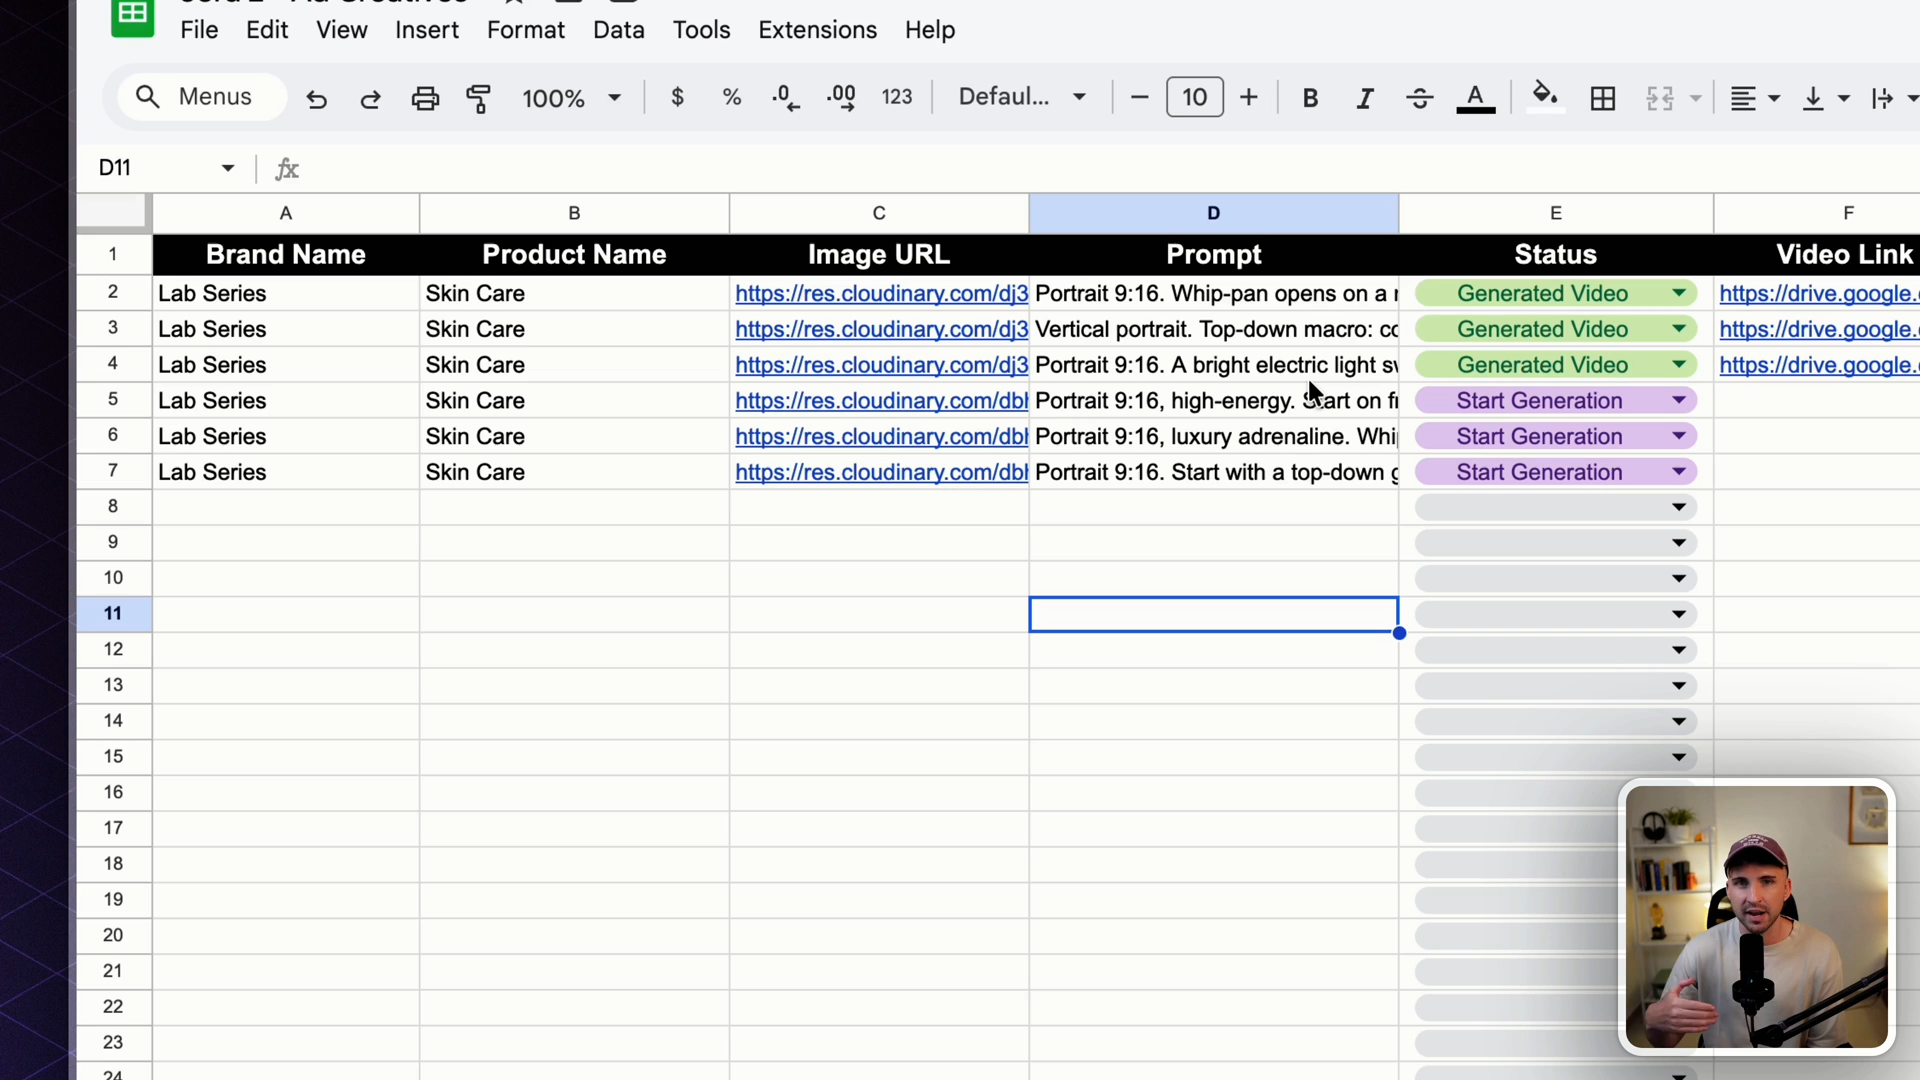 File Edit View Insert Format Data Tools Extensions Help
Menus 100% $ % .0 .00 123 Defaul... 10 B I S A
D11 fx
A B C D E F
1 Brand Name Product Name Image URL Prompt Status Video Link
2 Lab Series Skin Care https://res.cloudinary.com/dj3 Portrait 9:16. Whip-pan opens on a Generated Video https://drive.google.
3 Lab Series Skin Care https://res.cloudinary.com/dj3 Vertical portrait. Top-down macro: co Generated Video https://drive.google.
4 Lab Series Skin Care https://res.cloudinary.com/dj3 Portrait 9:16. A bright electric light sw Generated Video https://drive.google.
5 Lab Series Skin Care https://res.cloudinary.com/dbh Portrait 9:16, high-energy. Start on fr Start Generation
6 Lab Series Skin Care https://res.cloudinary.com/dbh Portrait 9:16, luxury adrenaline. Whip Start Generation
7 Lab Series Skin Care https://res.cloudinary.com/dbh Portrait 9:16. Start with a top-down g Start Generation
8
9
10
11
12
13
14
15
16
17
18
19
20
21
22
23
24